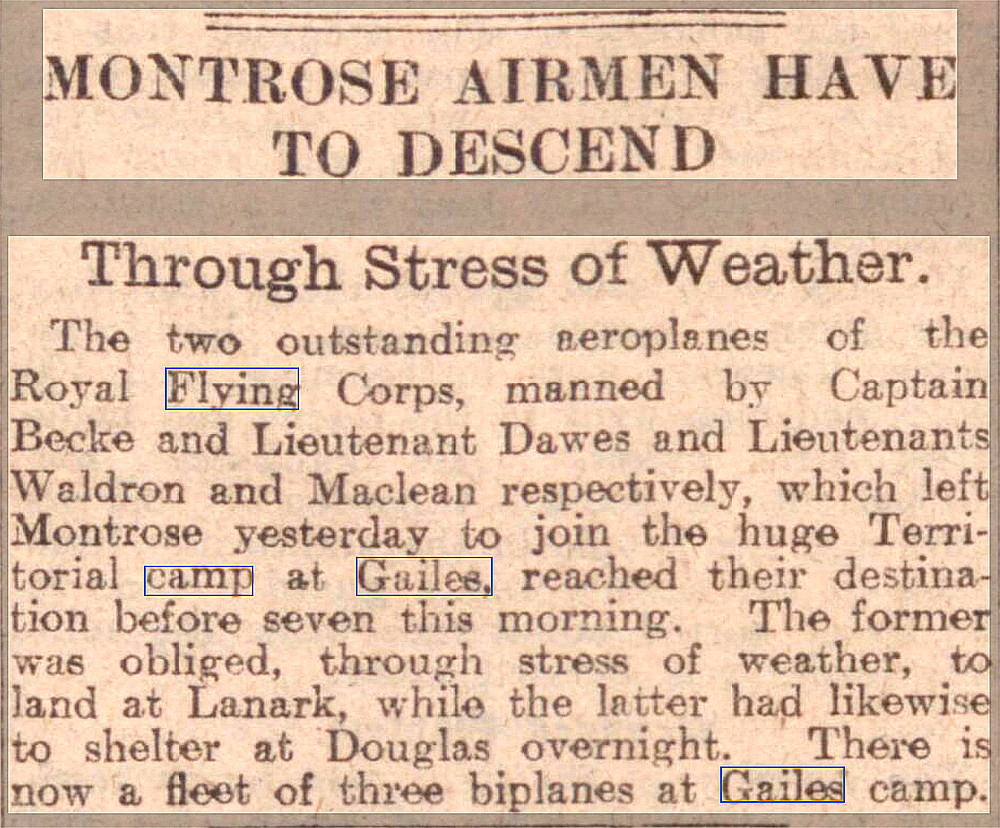 MONTROSE AIRMEN HAVE
TO DESCEND
Through Stress of Weather.
The two outstanding aeroplanes of the
Royal Flying Corps, manned by Captain
Becke and Lieutenant Dawes and Lieutenants
Waldron and Maclean respectively, which left
Montrose yesterday to join the huge Terri-
torial camp at Gailes, reached their destina-
tion before seven this morning. The former
was obliged, through stress of weather, to
land at Lanark, while the latter had likewise
to shelter at Douglas overnight. There is
now a fleet of three biplanes at Gailes camp.